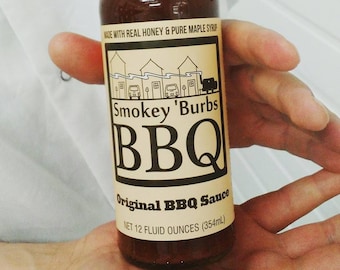 MADE WITH REAL HONEY & PURE MAPLE SYRUP
Smokey 'Burbs
BBQ
Original BBQ Sauce
NET 12 FLUID OUNCES (354mL)